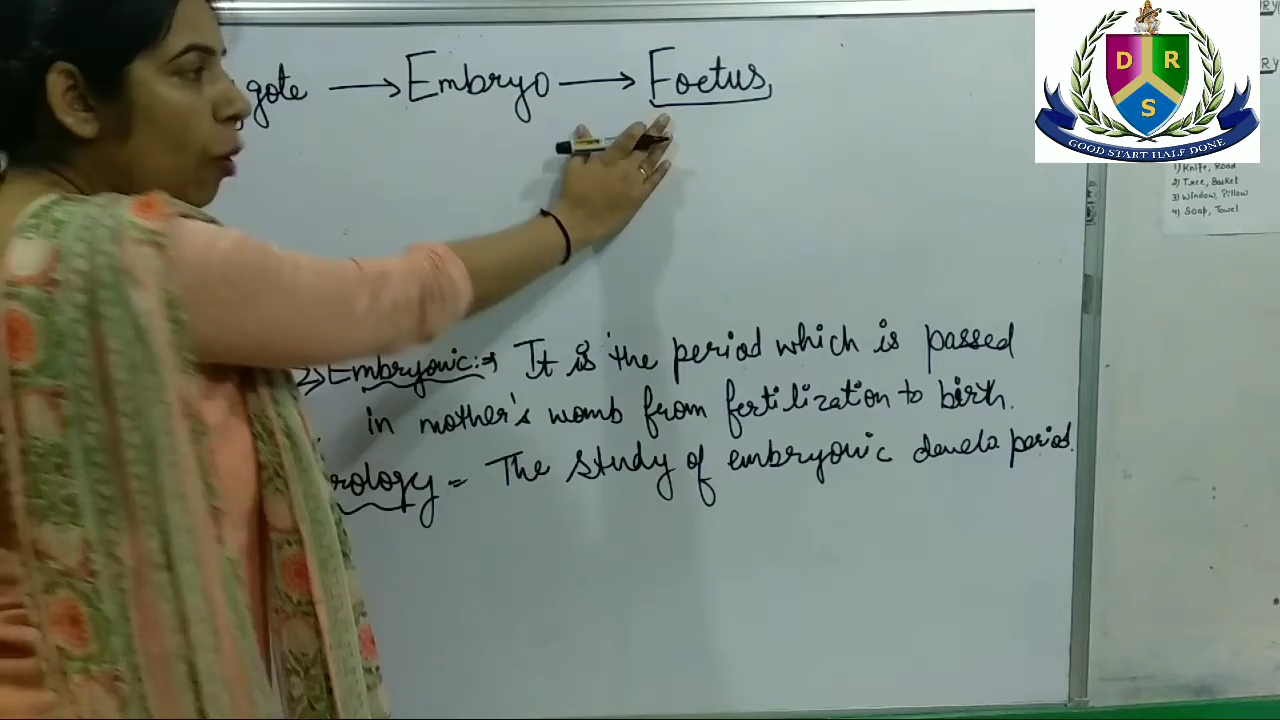 gote → Embryo → Foetus,
2) Embryonic:→ It is the period which is passed
in mother's womb from fertilization to birth.
rology = The study of embryonic develo period.
D R
S
GOOD START HALF DONE
1) Knife, Road
2) Tree, Basket
3) Window, Pillow
4) Soap, Towel